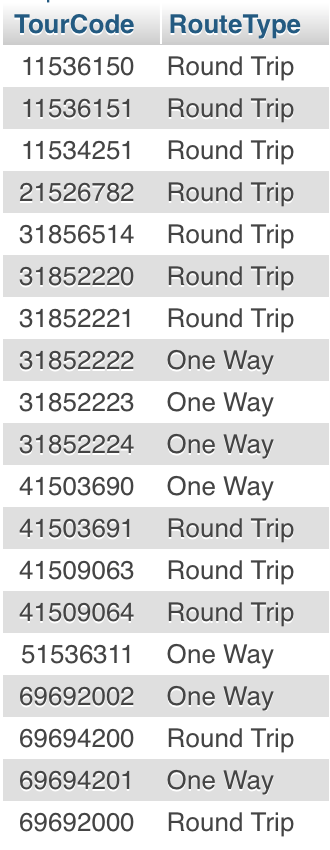 TourCode RouteType
11536150 Round Trip
11536151 Round Trip
11534251 Round Trip
21526782 Round Trip
31856514 Round Trip
31852220 Round Trip
31852221 Round Trip
31852222 One Way
31852223 One Way
31852224 One Way
41503690 One Way
41503691 Round Trip
41509063 Round Trip
41509064 Round Trip
51536311 One Way
69692002 One Way
69694200 Round Trip
69694201 One Way
69692000 Round Trip